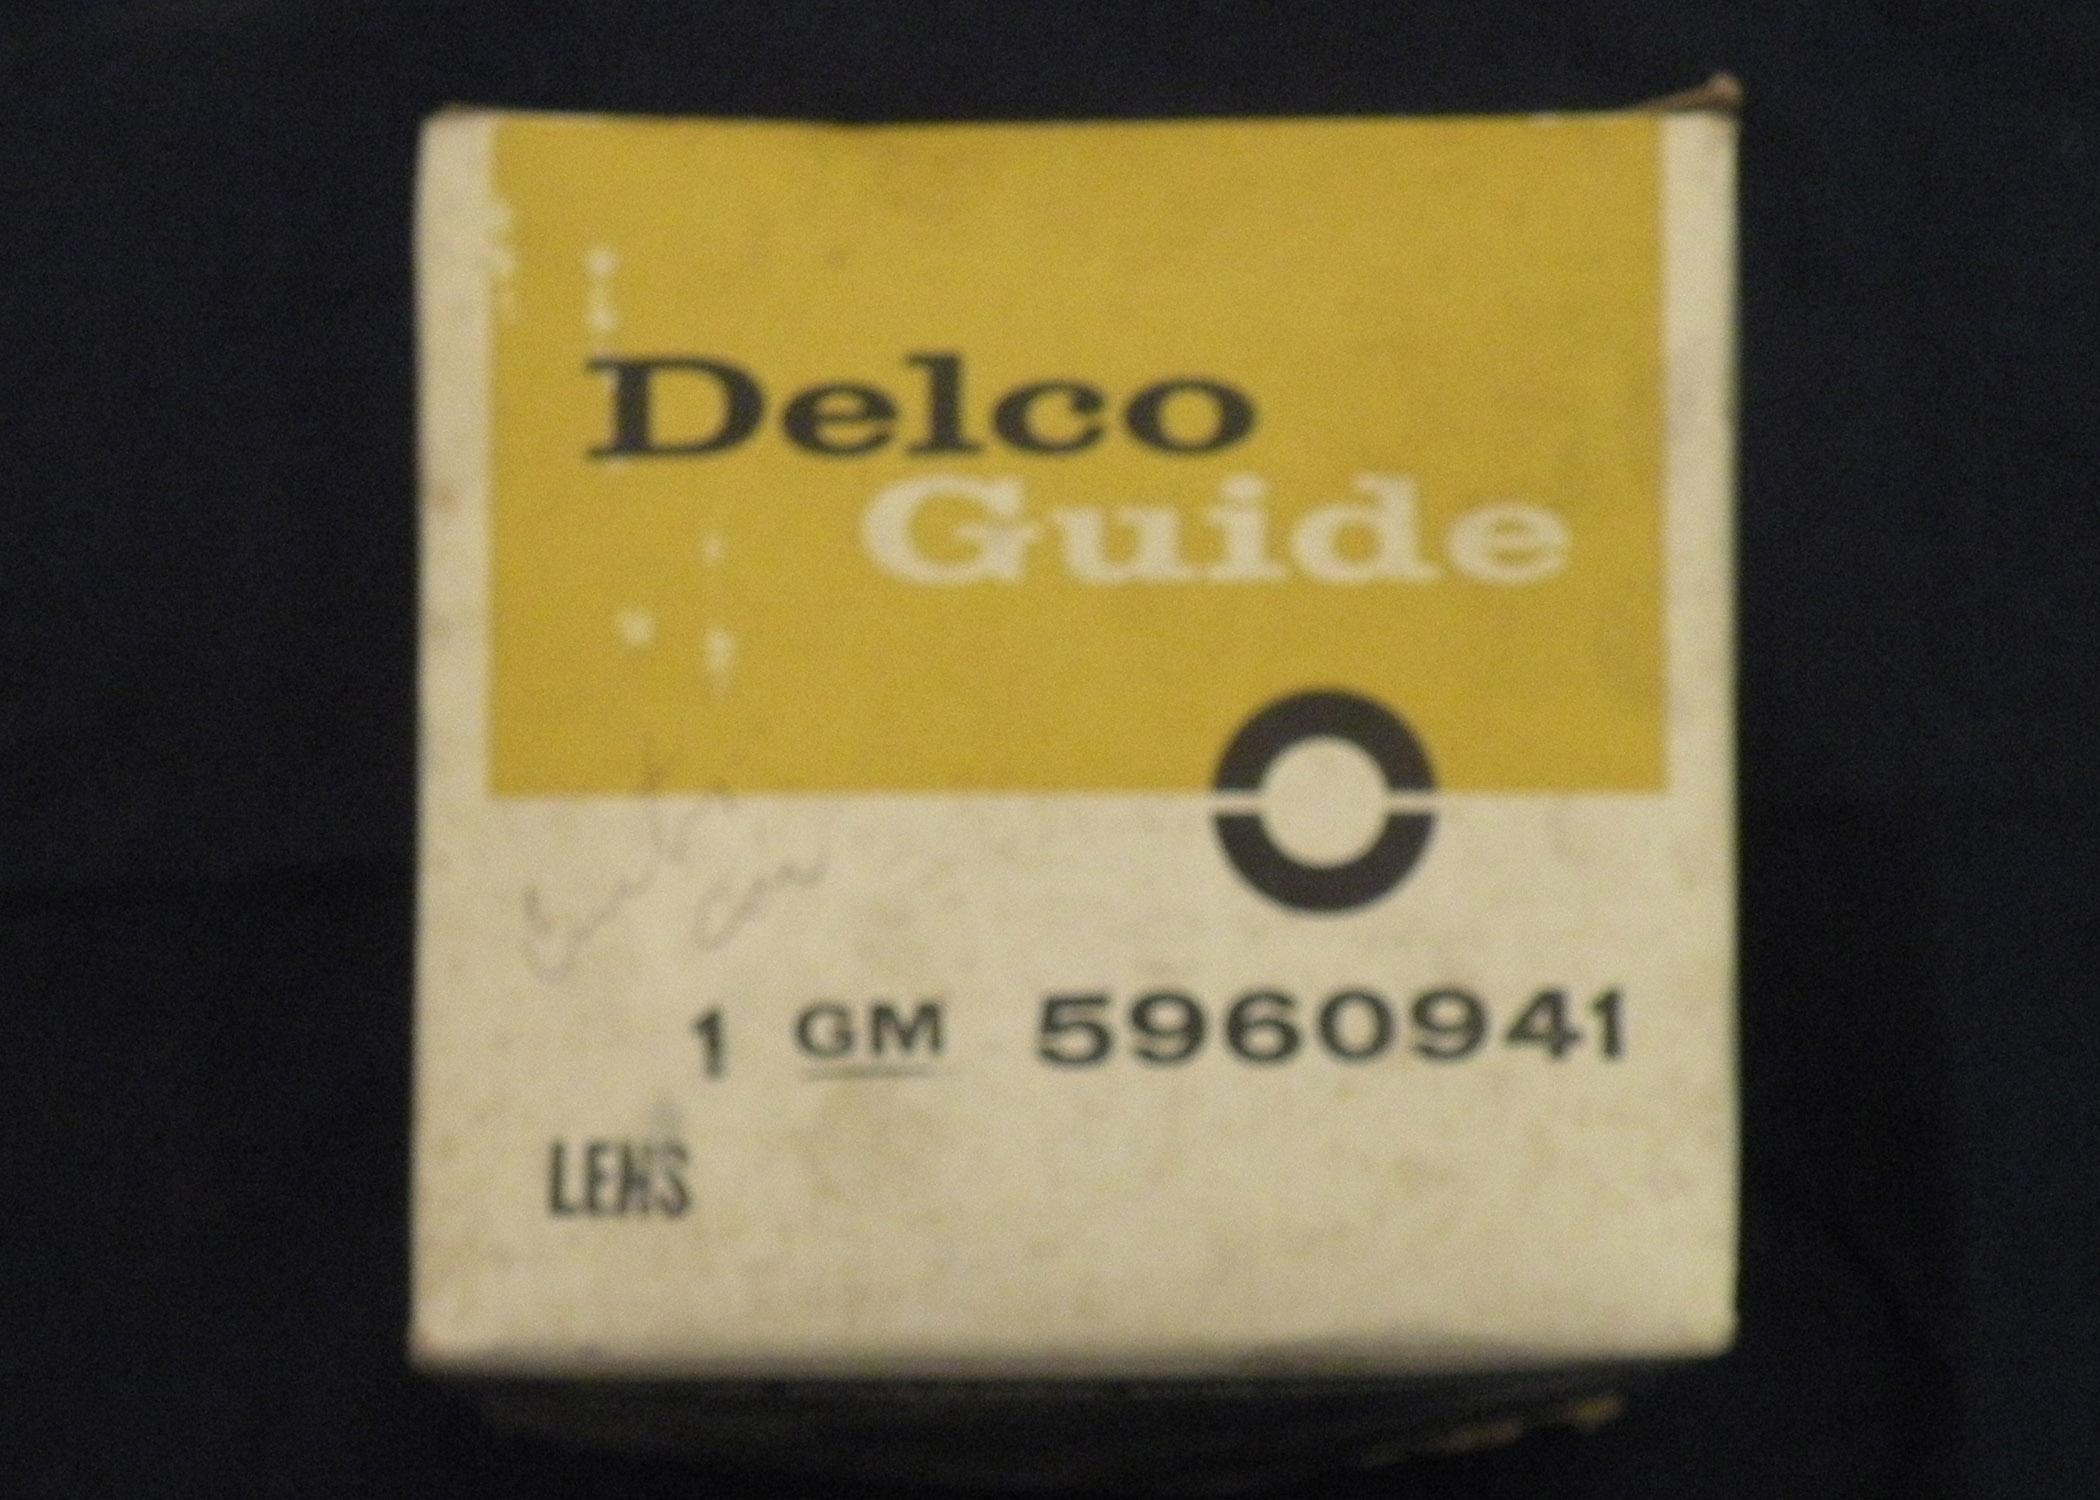 Delco
Guide
1 GM 5960941
LENS